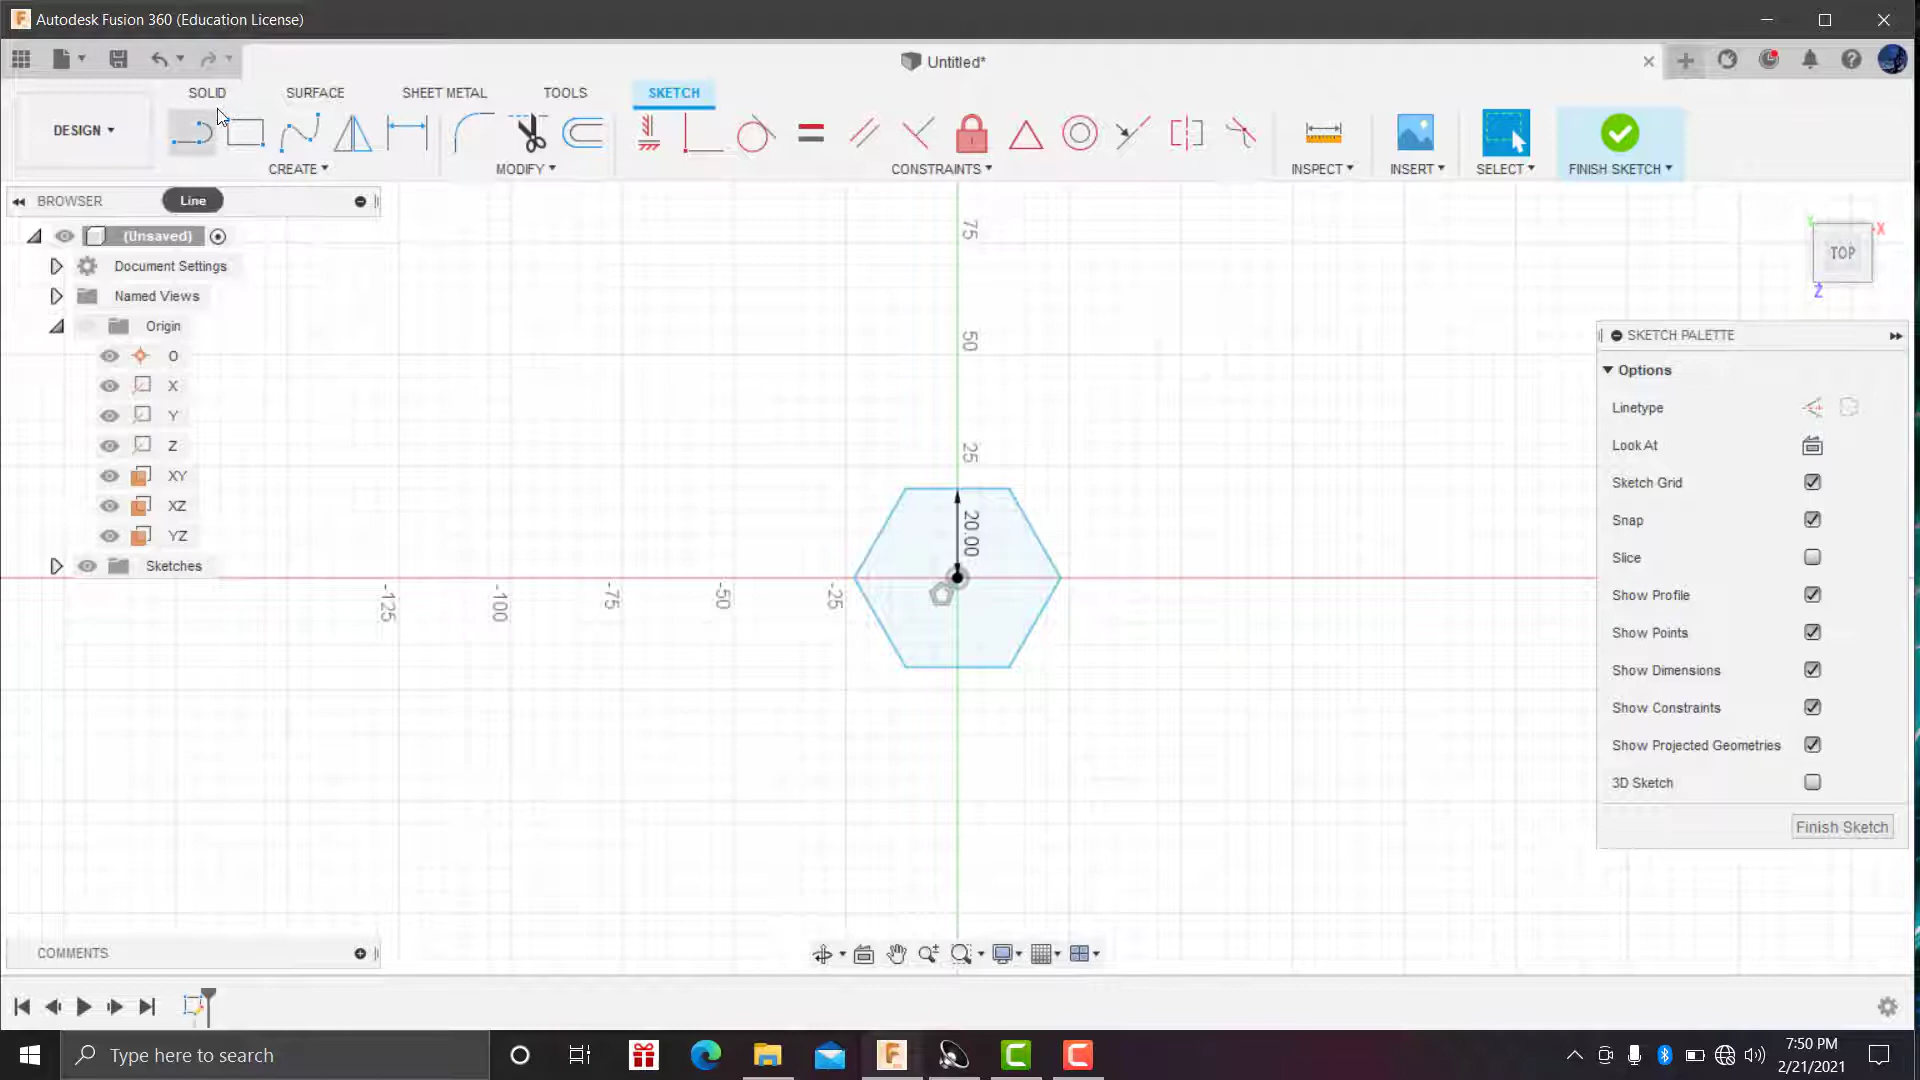 Autodesk Fusion 360 (Education License)
Untitled*
SOLID
SURFACE
SHEET METAL
TOOLS
SKETCH
DESIGN
CREATE
MODIFY
CONSTRAINTS
INSPECT
INSERT
SELECT
FINISH SKETCH
BROWSER
Line
(Unsaved)
Document Settings
Named Views
Origin
O
X
Y
Z
XY
XZ
YZ
Sketches
75
50
25
20.00
-125
-100
-75
-50
-25
Y
X
TOP
Z
SKETCH PALETTE
Options
Linetype
Look At
Sketch Grid
Snap
Slice
Show Profile
Show Points
Show Dimensions
Show Constraints
Show Projected Geometries
3D Sketch
Finish Sketch
COMMENTS
Type here to search
7:50 PM
2/21/2021